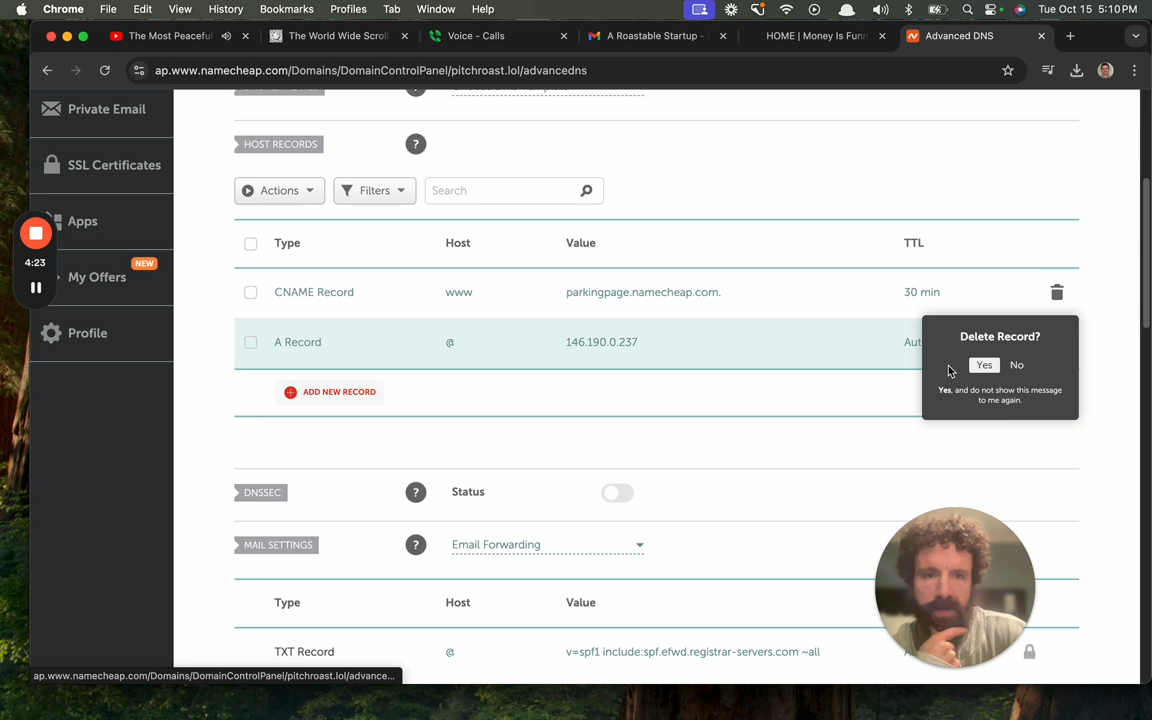 Chrome File Edit View History Bookmarks Profiles Tab Window Help Tue Oct 15 5:10 PM
The Most Peaceful The World Wide Scroll Voice - Calls A Roastable Startup - HOME | Money Is Funn Advanced DNS
ap.www.namecheap.com/Domains/DomainControlPanel/pitchroast.lol/advancedns
Private Email
HOST RECORDS ?
SSL Certificates
Actions Filters Search
Apps
Type Host Value TTL
4:23
NEW
My Offers
CNAME Record www parkingpage.namecheap.com. 30 min
Profile
Delete Record?
A Record @ 146.190.0.237 Aut
Yes No
Yes, and do not show this message
to me again.
ADD NEW RECORD
DNSSEC ? Status
MAIL SETTINGS ? Email Forwarding
Type Host Value
TXT Record @ v=spf1 include:spf.efwd.registrar-servers.com ~all
ap.www.namecheap.com/Domains/DomainControlPanel/pitchroast.lol/advance...